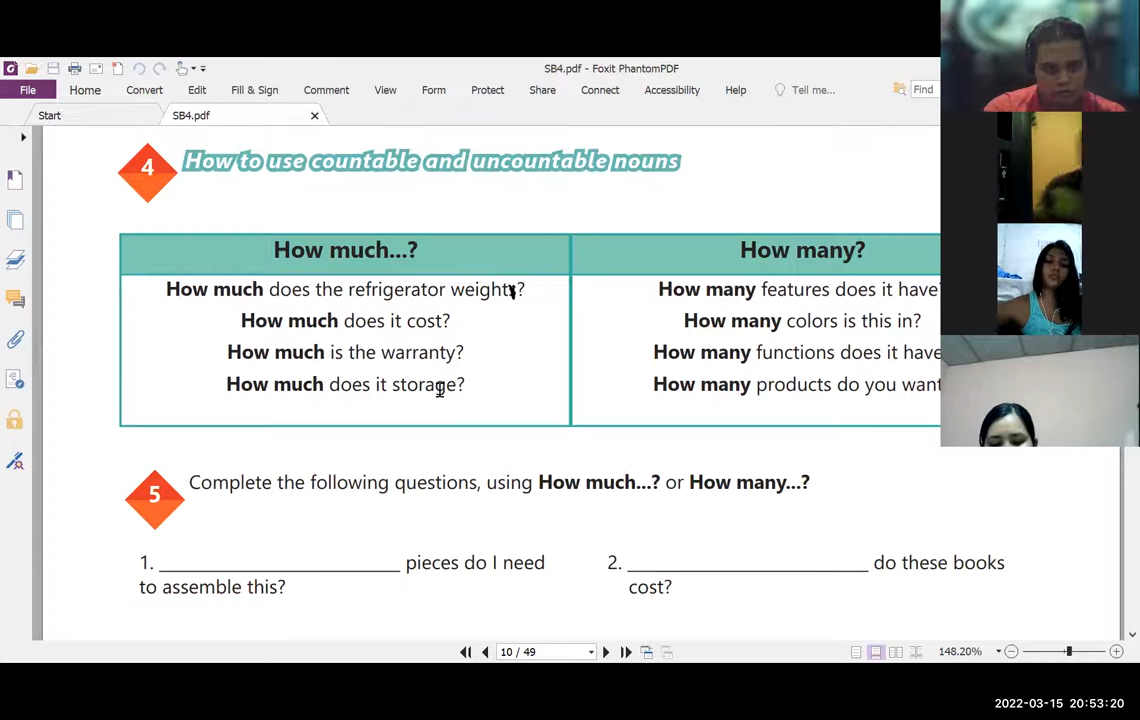 SB4.pdf - Foxit PhantomPDF
File Home Convert Edit Fill & Sign Comment View Form Protect Share Connect Accessibility Help Tell me... Find
Start SB4.pdf
4 How to use countable and uncountable nouns
How much...? How many?
How much does the refrigerator weight? How many features does it have?
How much does it cost? How many colors is this in?
How much is the warranty? How many functions does it have
How much does it storage? How many products do you want
5 Complete the following questions, using How much...? or How many...?
1. ____________________ pieces do I need 2. ____________________ do these books
to assemble this? cost?
10 / 49 148.20%
2022-03-15 20:53:20